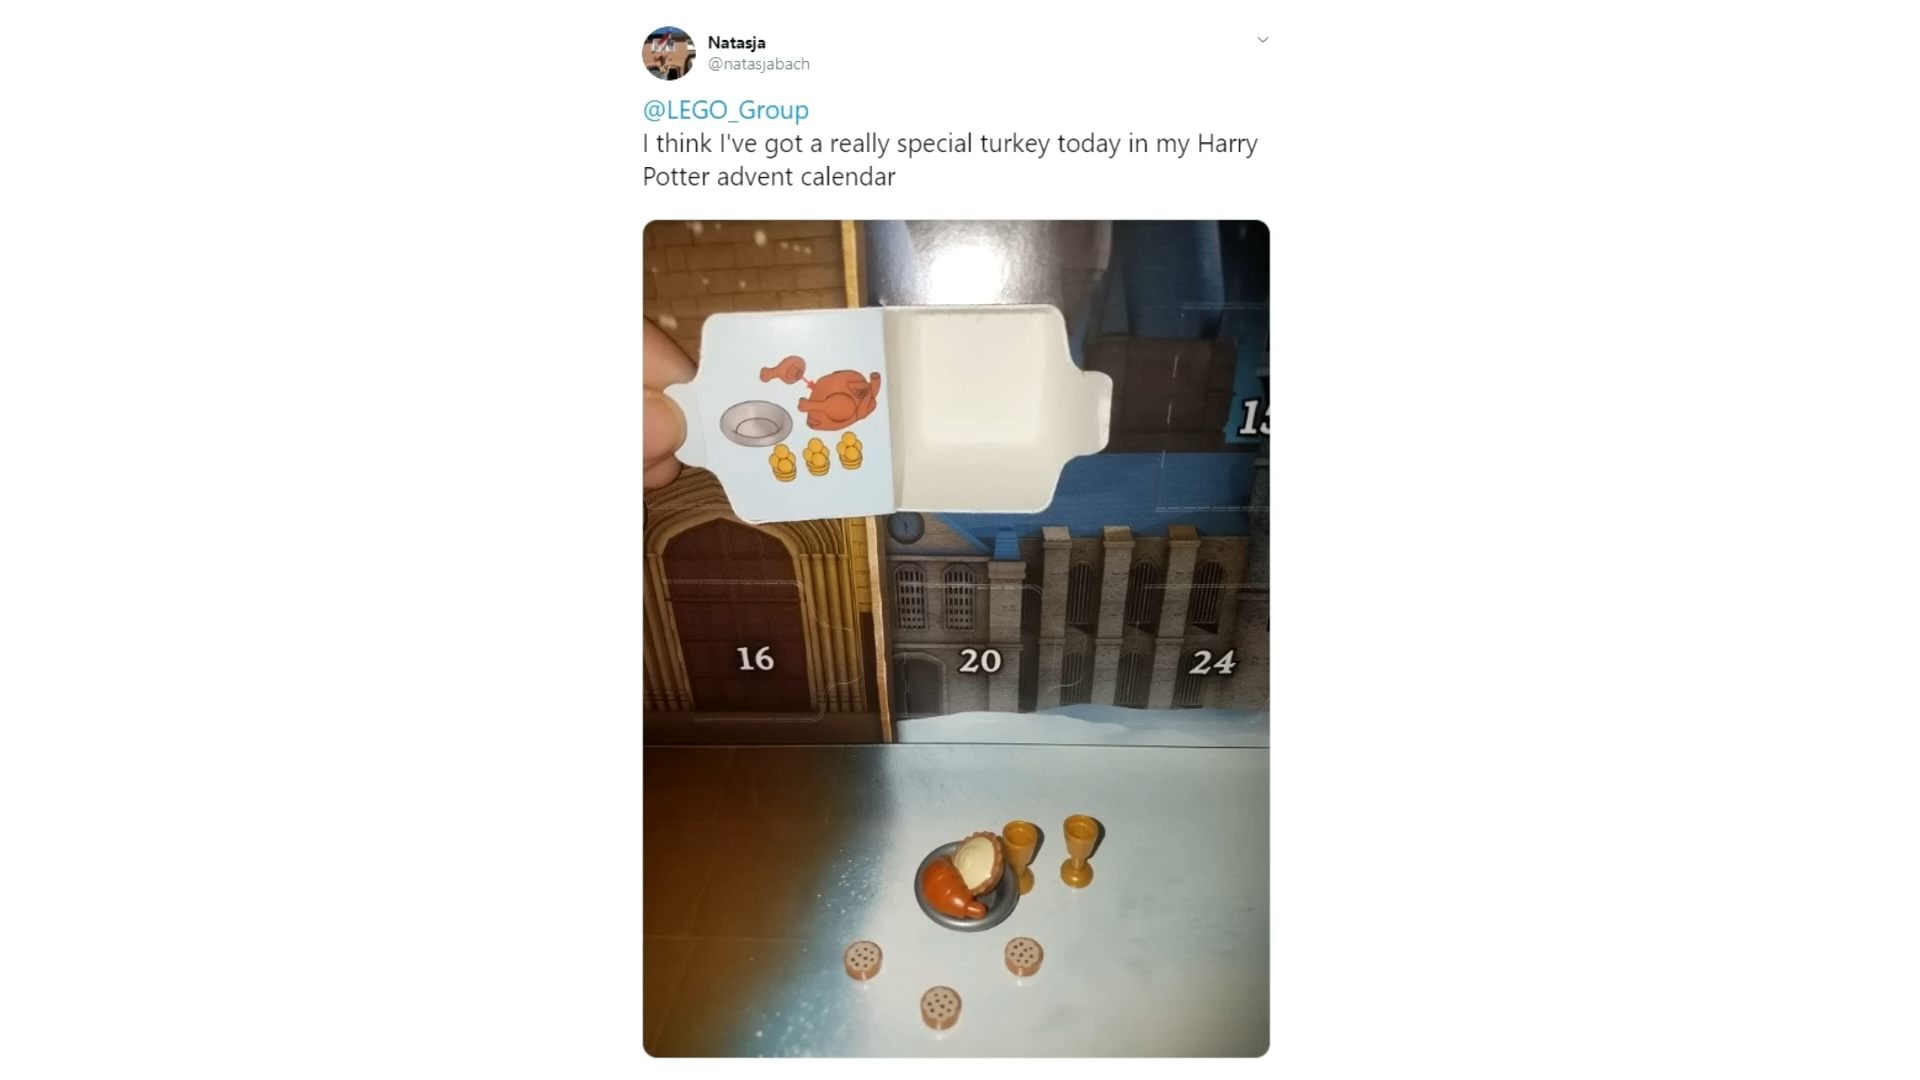 Natasja
@natasjabach
@LEGO_Group
I think I've got a really special turkey today in my Harry
Potter advent calendar
16
20
24